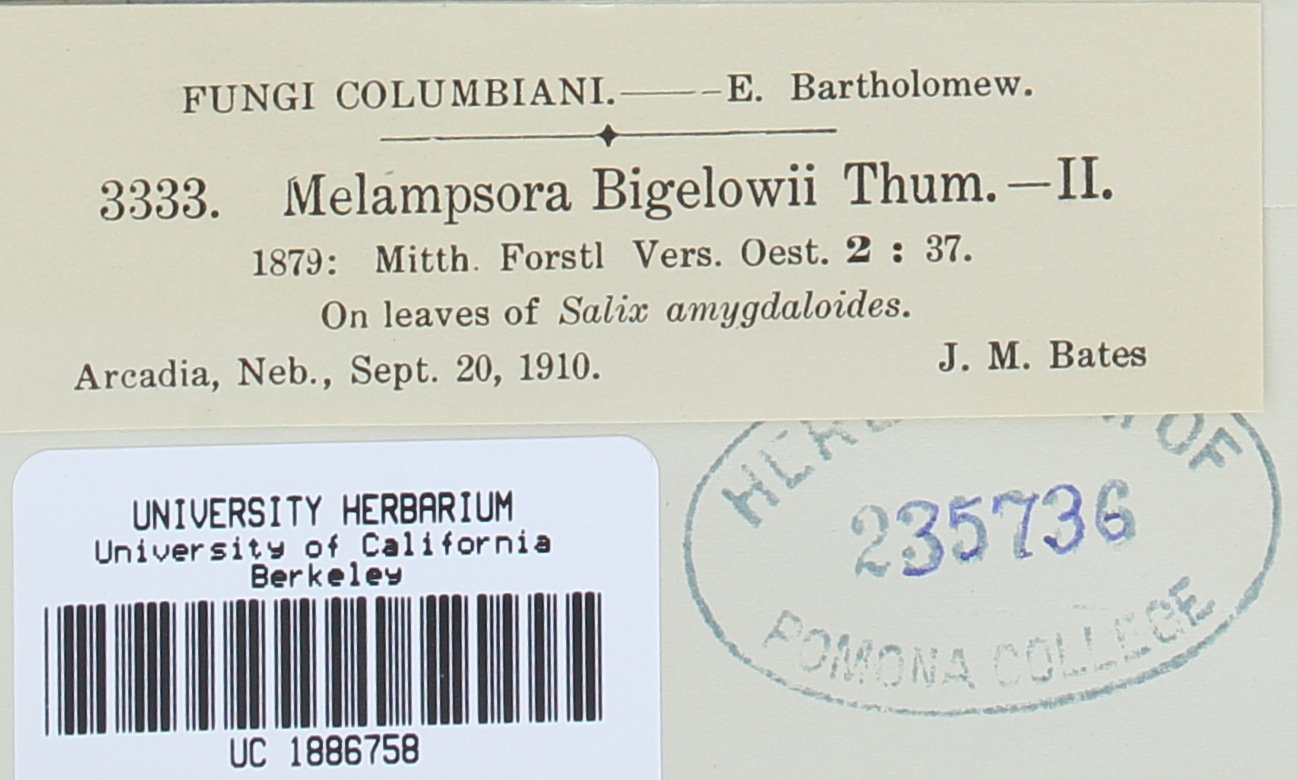 FUNGI COLUMBIANI.——–E. Bartholomew.
3333. Melampsora Bigelowii Thum.—II.
1879: Mitth. Forstl Vers. Oest. 2 : 37.
On leaves of Salix amygdaloides.
Arcadia, Neb., Sept. 20, 1910. J. M. Bates
UNIVERSITY HERBARIUM
University of California
Berkeley
UC 1886758
OF
235736
POMONA COLLEGE